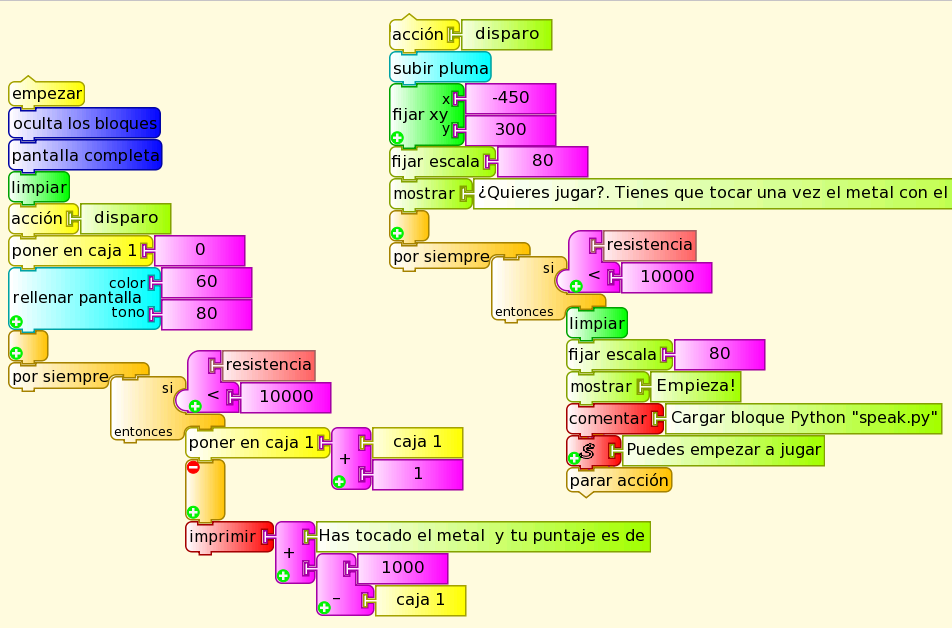 empezar
oculta los bloques
pantalla completa
limpiar
acción disparo
poner en caja 1 0
rellenar pantalla
color 60
tono 80
por siempre
si
entonces
resistencia
< 10000
poner en caja 1
+
caja 1
1
imprimir
+
Has tocado el metal y tu puntaje es de
1000
–
caja 1
acción disparo
subir pluma
fijar xy
x -450
y 300
fijar escala 80
mostrar ¿Quieres jugar?. Tienes que tocar una vez el metal con el
por siempre
si
entonces
resistencia
< 10000
limpiar
fijar escala 80
mostrar Empieza!
comentar Cargar bloque Python "speak.py"
Puedes empezar a jugar
parar acción